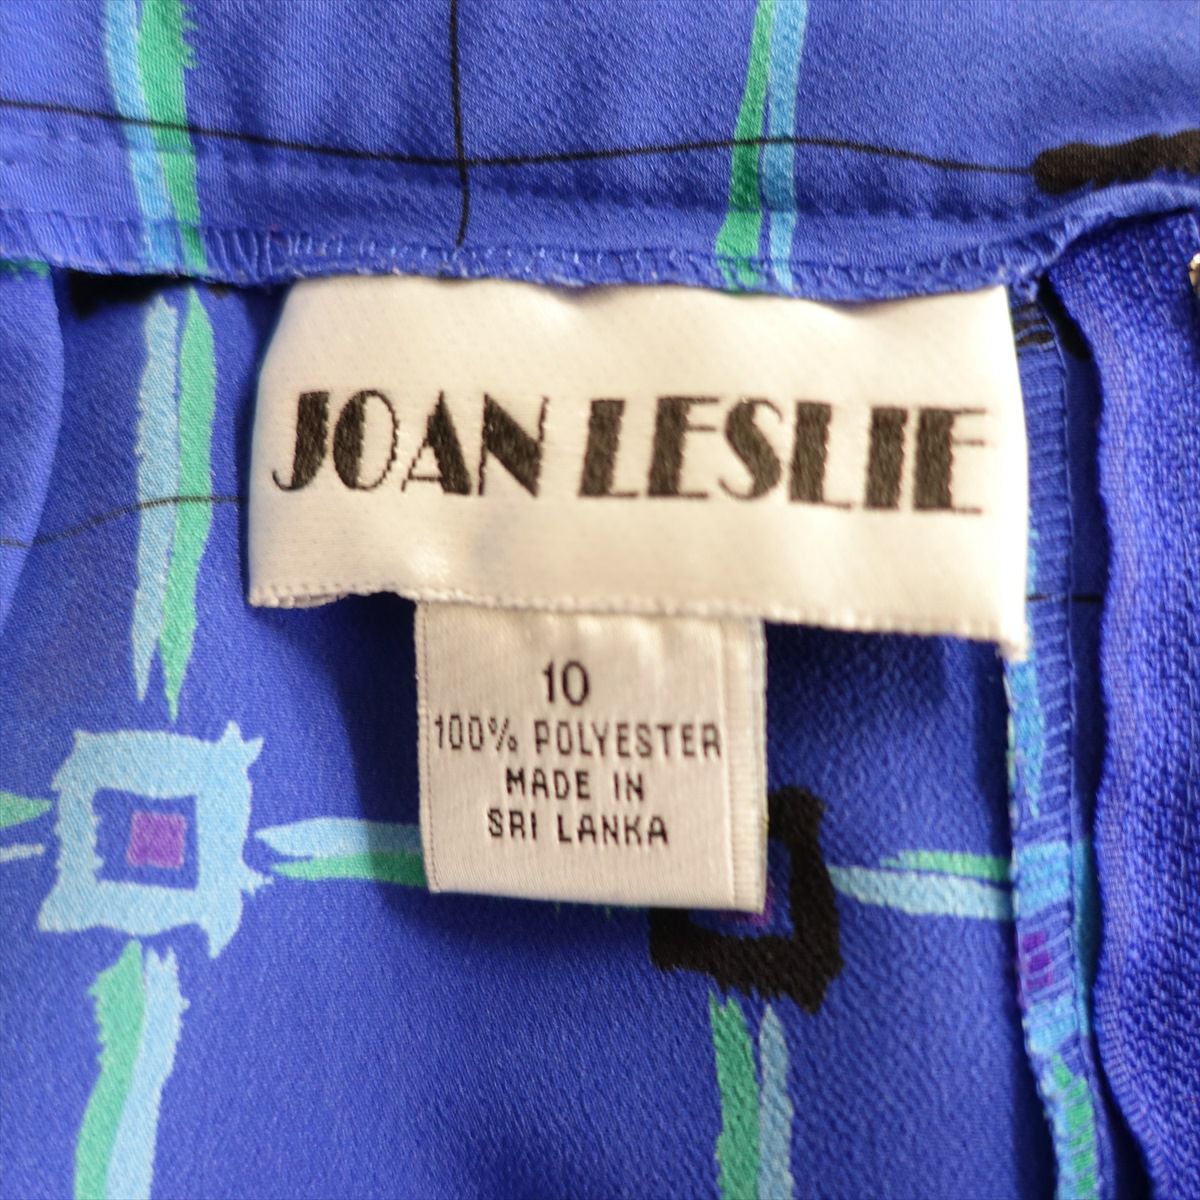 JOAN LESLIE
10
100% POLYESTER
MADE IN
SRI LANKA